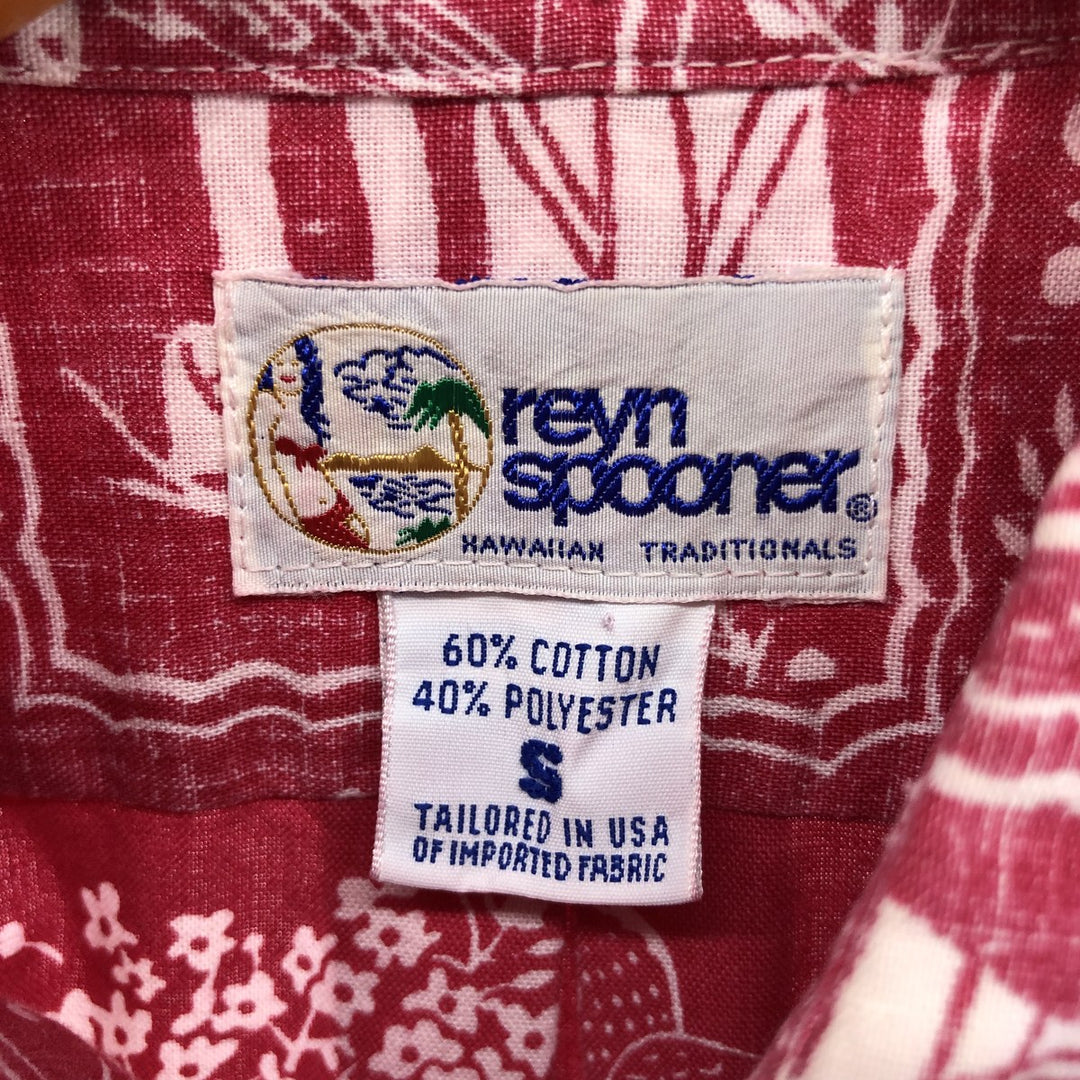 reyn
spooner®
HAWAIIAN TRADITIONALS
60% COTTON
40% POLYESTER
S
TAILORED IN USA
OF IMPORTED FABRIC